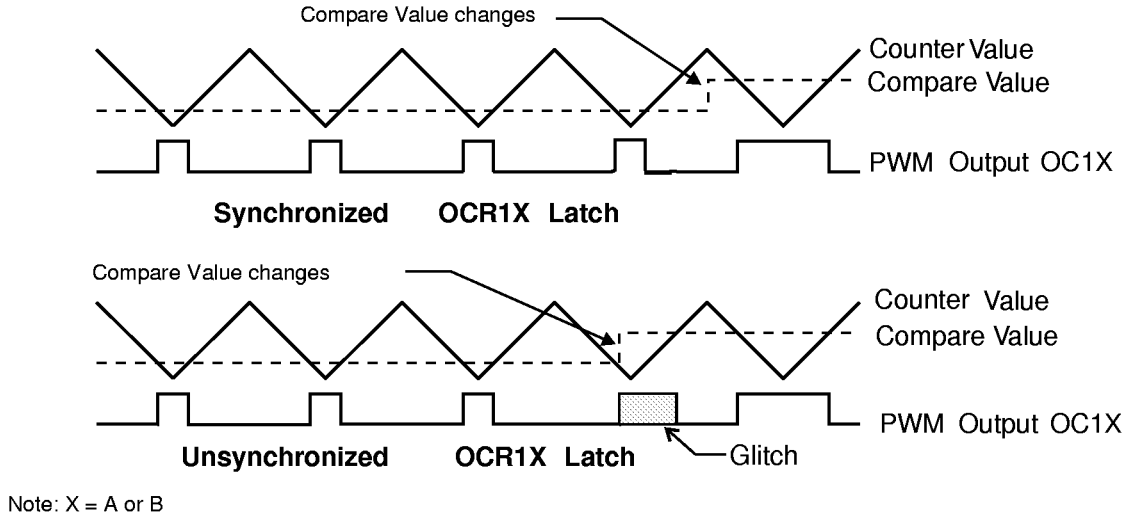 Compare Value changes
Counter Value
Compare Value
PWM Output OC1X
Synchronized OCR1X Latch
Compare Value changes
Counter Value
Compare Value
PWM Output OC1X
Unsynchronized OCR1X Latch
Glitch
Note: X = A or B